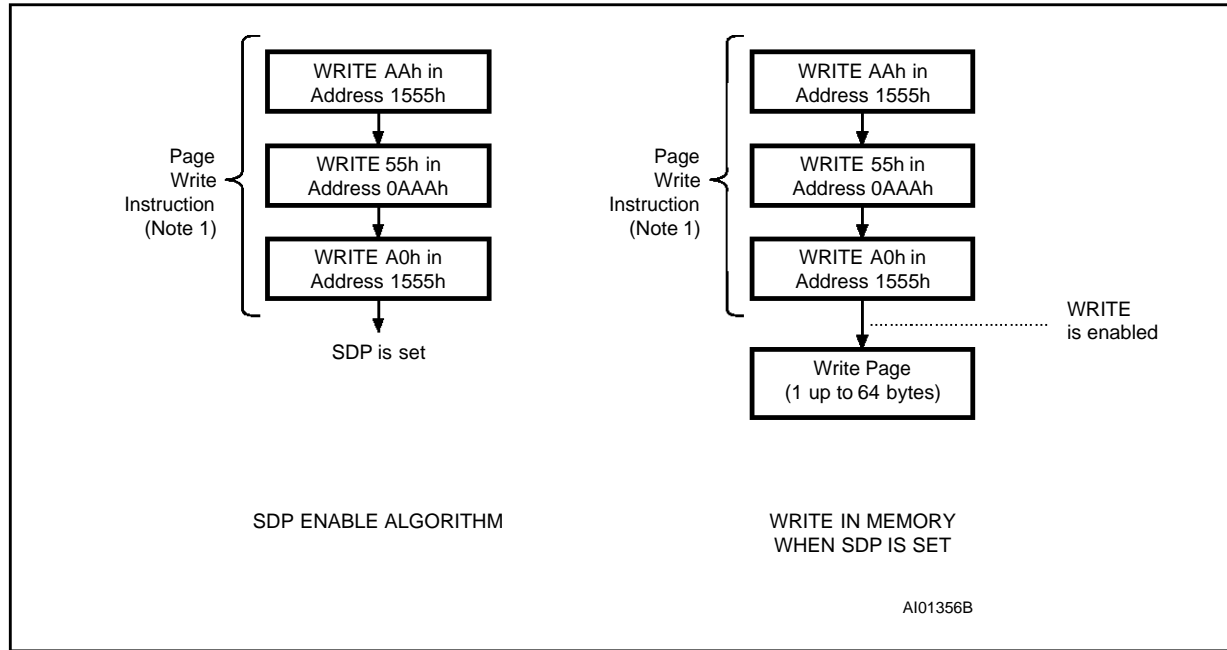 WRITE AAh in
Address 1555h
Page
Write
Instruction
(Note 1)
WRITE 55h in
Address 0AAAh
WRITE A0h in
Address 1555h
SDP is set
SDP ENABLE ALGORITHM
WRITE AAh in
Address 1555h
Page
Write
Instruction
(Note 1)
WRITE 55h in
Address 0AAAh
WRITE A0h in
Address 1555h
WRITE
is enabled
Write Page
(1 up to 64 bytes)
WRITE IN MEMORY
WHEN SDP IS SET
AI01356B